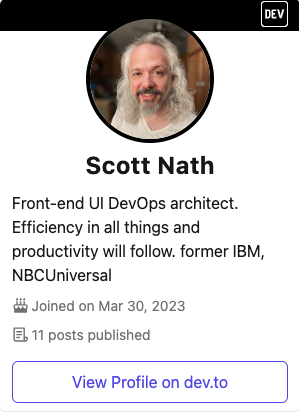 DEV
Scott Nath
Front-end UI DevOps architect.
Efficiency in all things and
productivity will follow. former IBM,
NBCUniversal
Joined on Mar 30, 2023
11 posts published
View Profile on dev.to